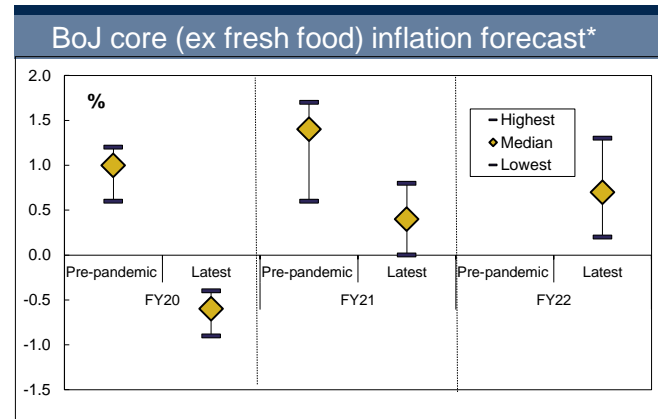 BoJ core (ex fresh food) inflation forecast*
2.0
%
1.5
Highest
Median
Lowest
1.0
0.5
0.0
Pre-pandemic Latest Pre-pandemic Latest Pre-pandemic Latest
FY20 FY21 FY22
-0.5
-1.0
-1.5